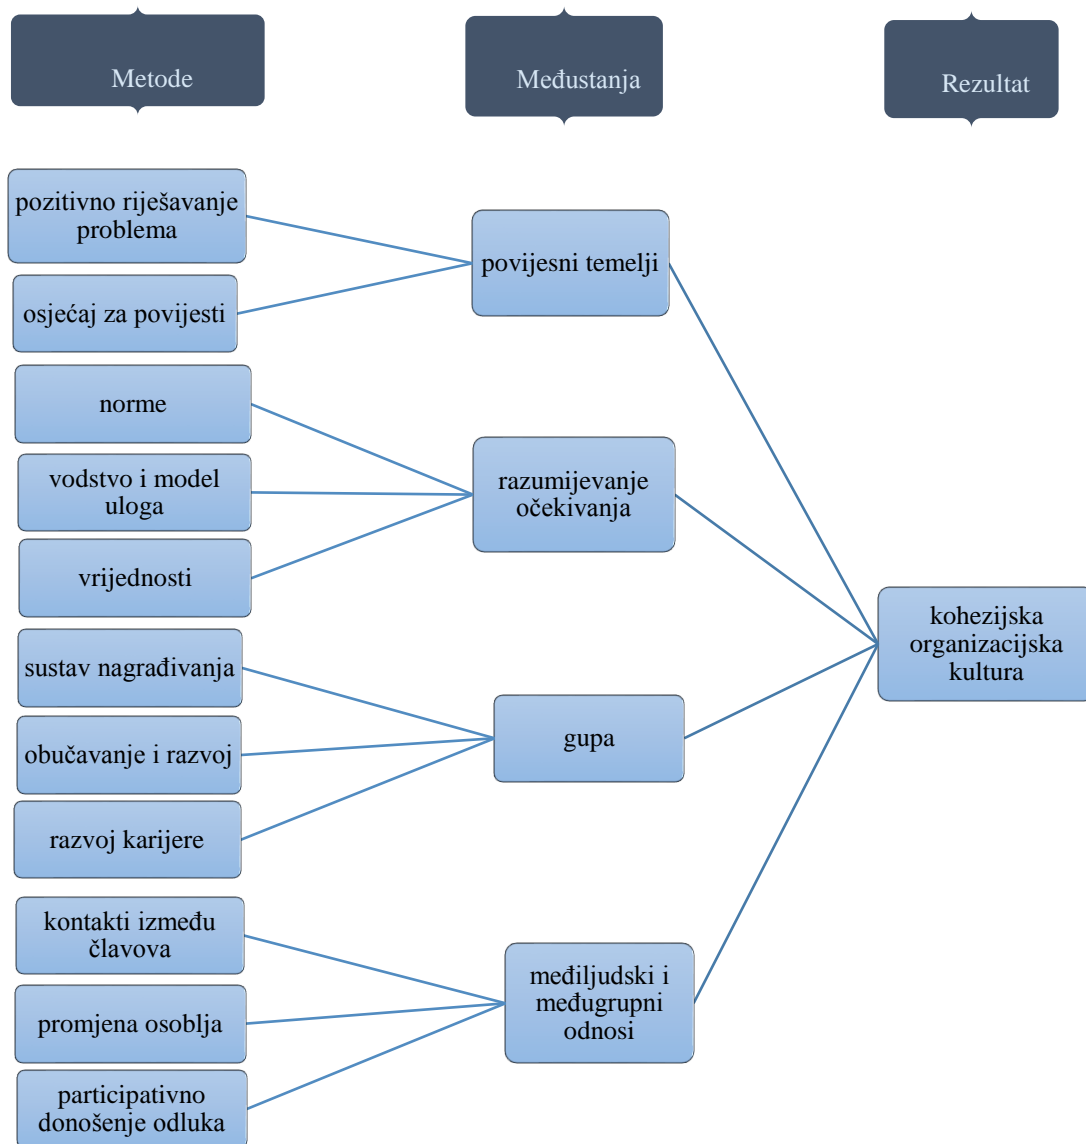 Metode
Međustanja
Rezultat
pozitivno riješavanje
problema
osjećaj za povijesti
norme
vodstvo i model
uloga
vrijednosti
sustav nagrađivanja
obučavanje i razvoj
razvoj karijere
kontakti između
člavova
promjena osoblja
participativno
donošenje odluka
povijesni temelji
razumijevanje
očekivanja
gupa
međiljudski i
međugrupni
odnosi
kohezijska
organizacijska
kultura